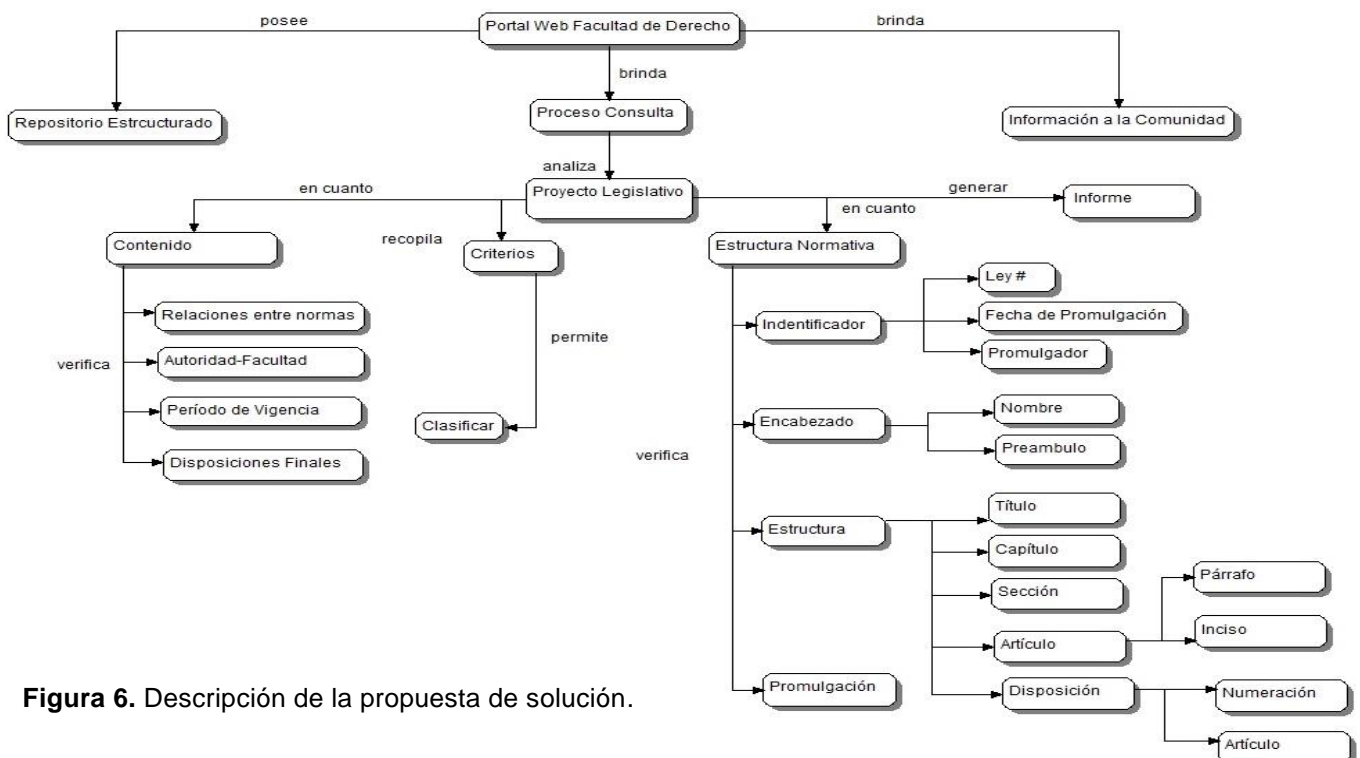 posee
Portal Web Facultad de Derecho
brinda
brinda
Repositorio Estrcucturado
Proceso Consulta
Información a la Comunidad
analiza
en cuanto
Proyecto Legislativo
generar
Informe
en cuanto
Contenido
recopila
Criterios
Estructura Normativa
Relaciones entre normas
verifica
Autoridad-Facultad
Período de Vigencia
Disposiciones Finales
permite
Clasificar
verifica
Indentificador
Ley #
Fecha de Promulgación
Promulgador
Encabezado
Nombre
Preambulo
Estructura
Título
Capítulo
Sección
Artículo
Párrafo
Inciso
Disposición
Numeración
Artículo
Promulgación
Figura 6. Descripción de la propuesta de solución.